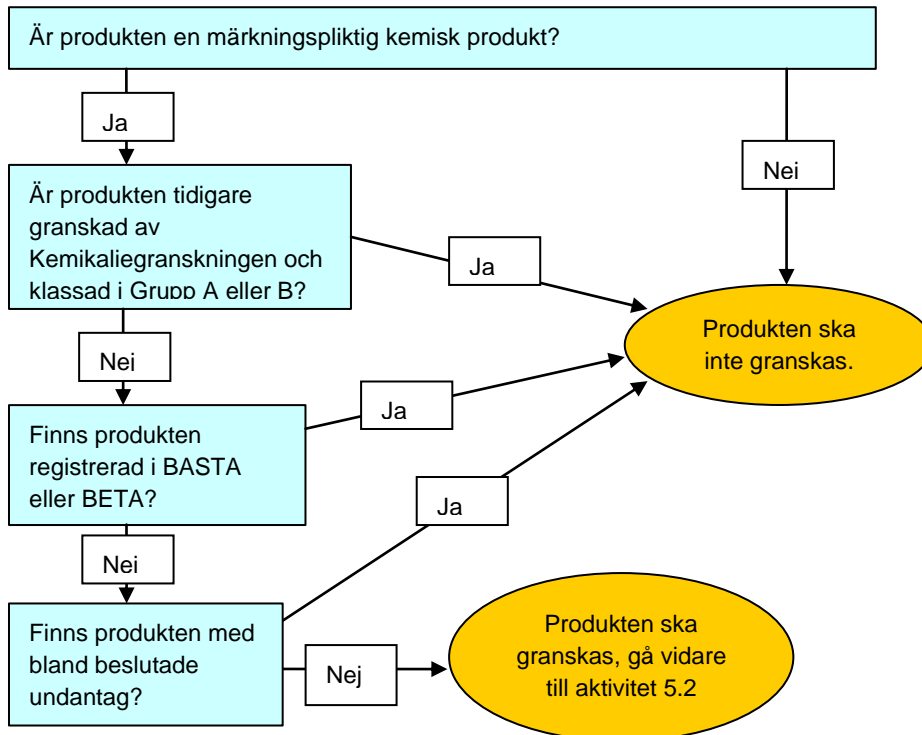 Är produkten en märkningspliktig kemisk produkt?
Ja
Nei
Är produkten tidigare
granskad av
Kemikaliegranskningen och
klassad i Grupp A eller B?
Ja
Produkten ska
inte granskas.
Nei
Ja
Finns produkten
registrerad i BASTA
eller BETA?
Ja
Nei
Finns produkten med
bland beslutade
undantag?
Nej
Produkten ska
granskas, gå vidare
till aktivitet 5.2